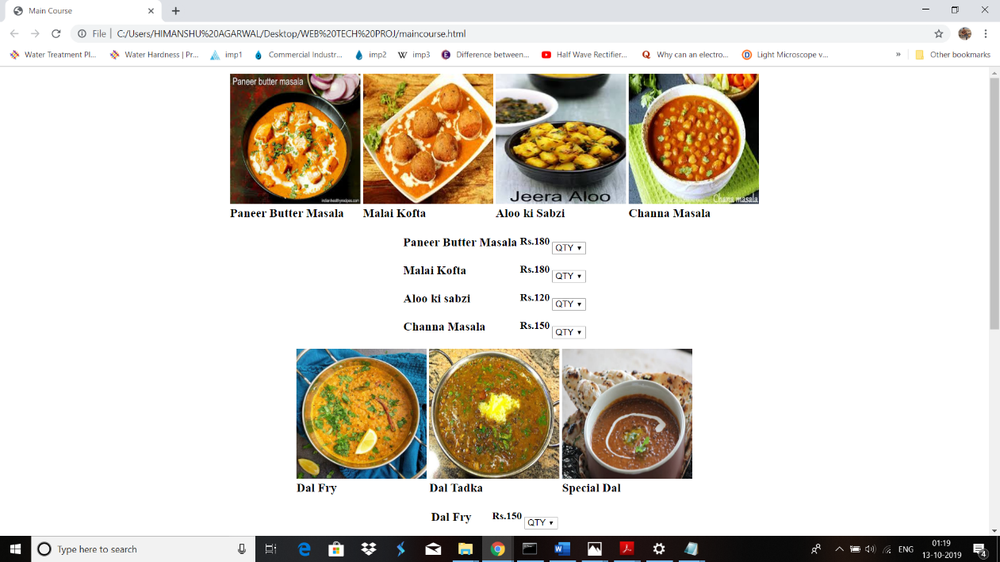 Main Course
File | C:/Users/HIMANSHU%20AGARWAL/Desktop/WEB%20TECH%20PROJ/maincourse.html
Water Treatment Pl... Water Hardness | Pr... imp1 Commercial Industr... imp2 W imp3 Difference between... Half Wave Rectifier... Q Why can an electro... Light Microscope v... » Other bookmarks
Paneer butter masala
indianhealthyrecipes.com
Jeera Aloo
Chana masala
Paneer Butter Masala Malai Kofta Aloo ki Sabzi Channa Masala
Paneer Butter Masala Rs.180 QTY
Malai Kofta Rs.180 QTY
Aloo ki sabzi Rs.120 QTY
Channa Masala Rs.150 QTY
Dal Fry Dal Tadka Special Dal
Dal Fry Rs.150 QTY
Type here to search ENG 01:19
13-10-2019 4